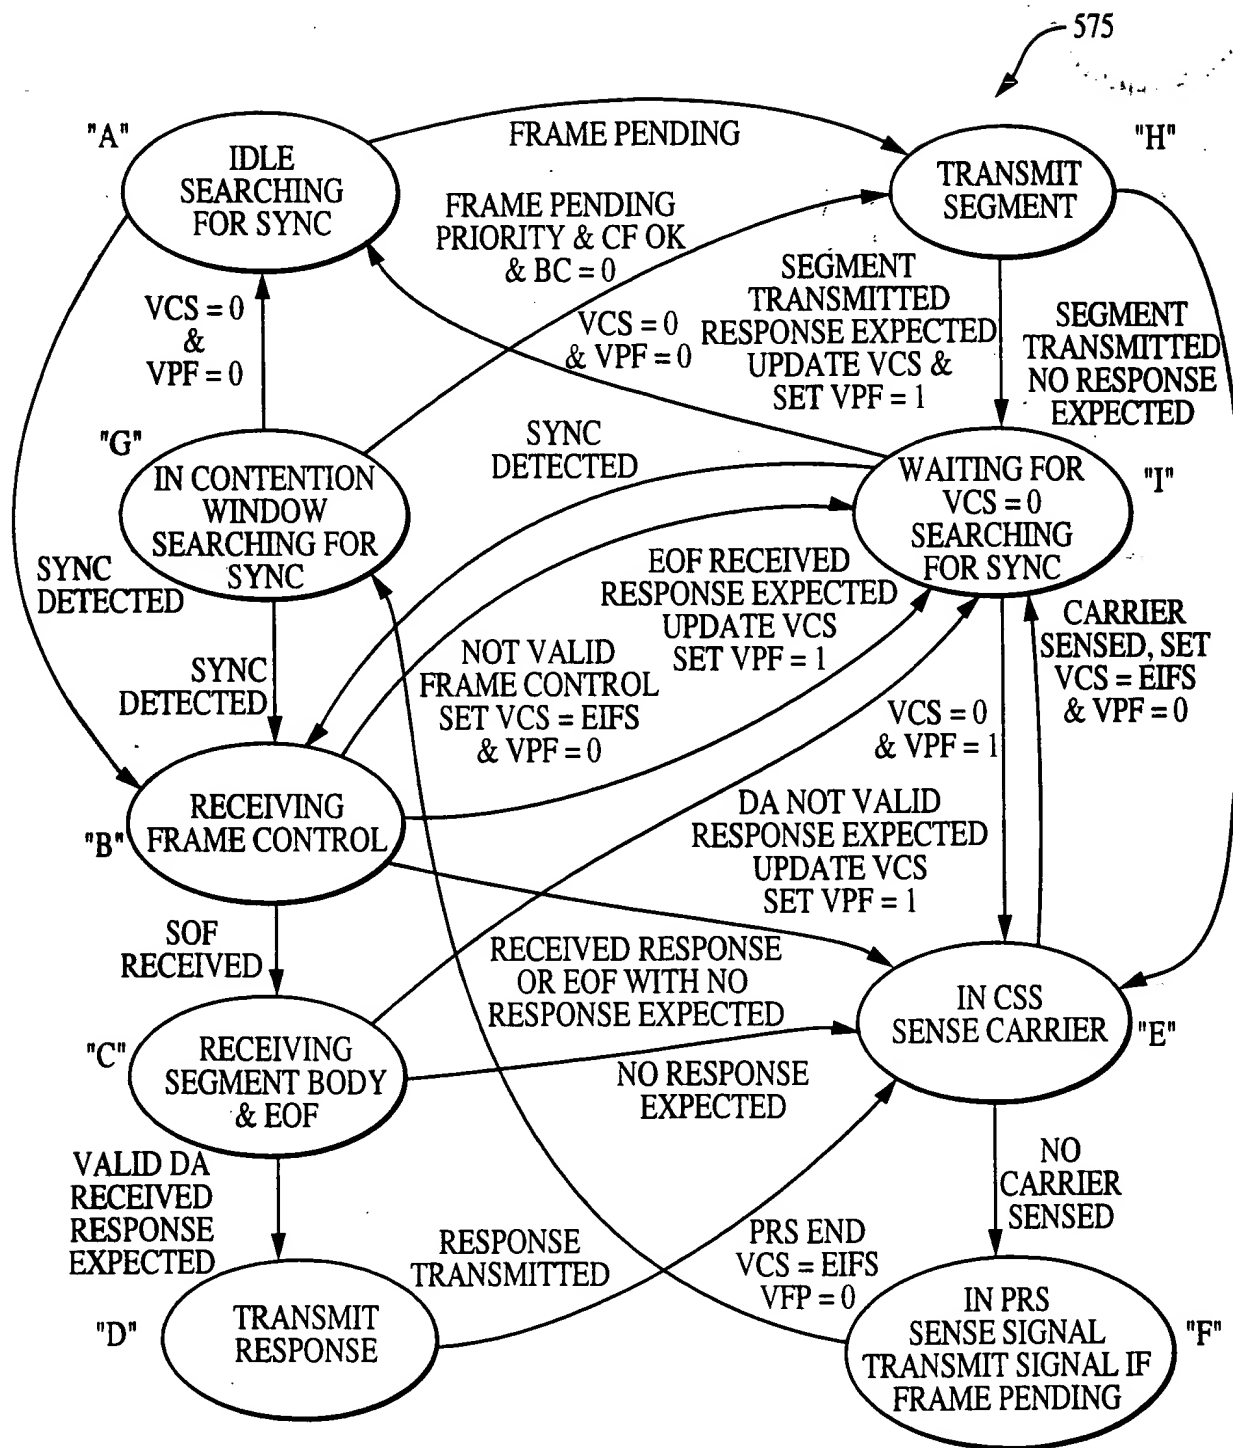 575
"A"
IDLE
SEARCHING
FOR SYNC
FRAME PENDING
"H"
TRANSMIT
SEGMENT
FRAME PENDING
PRIORITY & CF OK
& BC = 0
VCS = 0
&
VPF = 0
VCS = 0
& VPF = 0
SEGMENT
TRANSMITTED
RESPONSE EXPECTED
UPDATE VCS &
SET VPF = 1
SEGMENT
TRANSMITTED
NO RESPONSE
EXPECTED
"G"
IN CONTENTION
WINDOW
SEARCHING FOR
SYNC
SYNC
DETECTED
WAITING FOR
VCS = 0
SEARCHING
FOR SYNC
"I"
SYNC
DETECTED
SYNC
DETECTED
NOT VALID
FRAME CONTROL
SET VCS = EIFS
& VPF = 0
EOF RECEIVED
RESPONSE EXPECTED
UPDATE VCS
SET VPF = 1
CARRIER
SENSED, SET
VCS = EIFS
& VPF = 0
VCS = 0
& VPF = 1
"B"
RECEIVING
FRAME CONTROL
DA NOT VALID
RESPONSE EXPECTED
UPDATE VCS
SET VPF = 1
SOF
RECEIVED
RECEIVED RESPONSE
OR EOF WITH NO
RESPONSE EXPECTED
IN CSS
SENSE CARRIER
"E"
"C"
RECEIVING
SEGMENT BODY
& EOF
NO RESPONSE
EXPECTED
VALID DA
RECEIVED
RESPONSE
EXPECTED
NO
CARRIER
SENSED
RESPONSE
TRANSMITTED
PRS END
VCS = EIFS
VFP = 0
"D"
TRANSMIT
RESPONSE
IN PRS
SENSE SIGNAL
TRANSMIT SIGNAL IF
FRAME PENDING
"F"